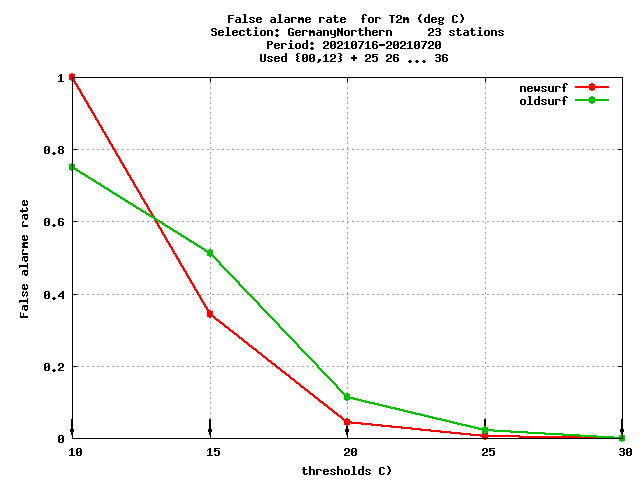 False alarme rate for T2m (deg C)
Selection: GermanyNorthern 23 stations
Period: 20210716-20210720
Used {00,12} + 25 26 ... 36
newsurf
oldsurf
1
0.8
0.6
0.4
0.2
0
False alarme rate
10 15 20 25 30
thresholds C)